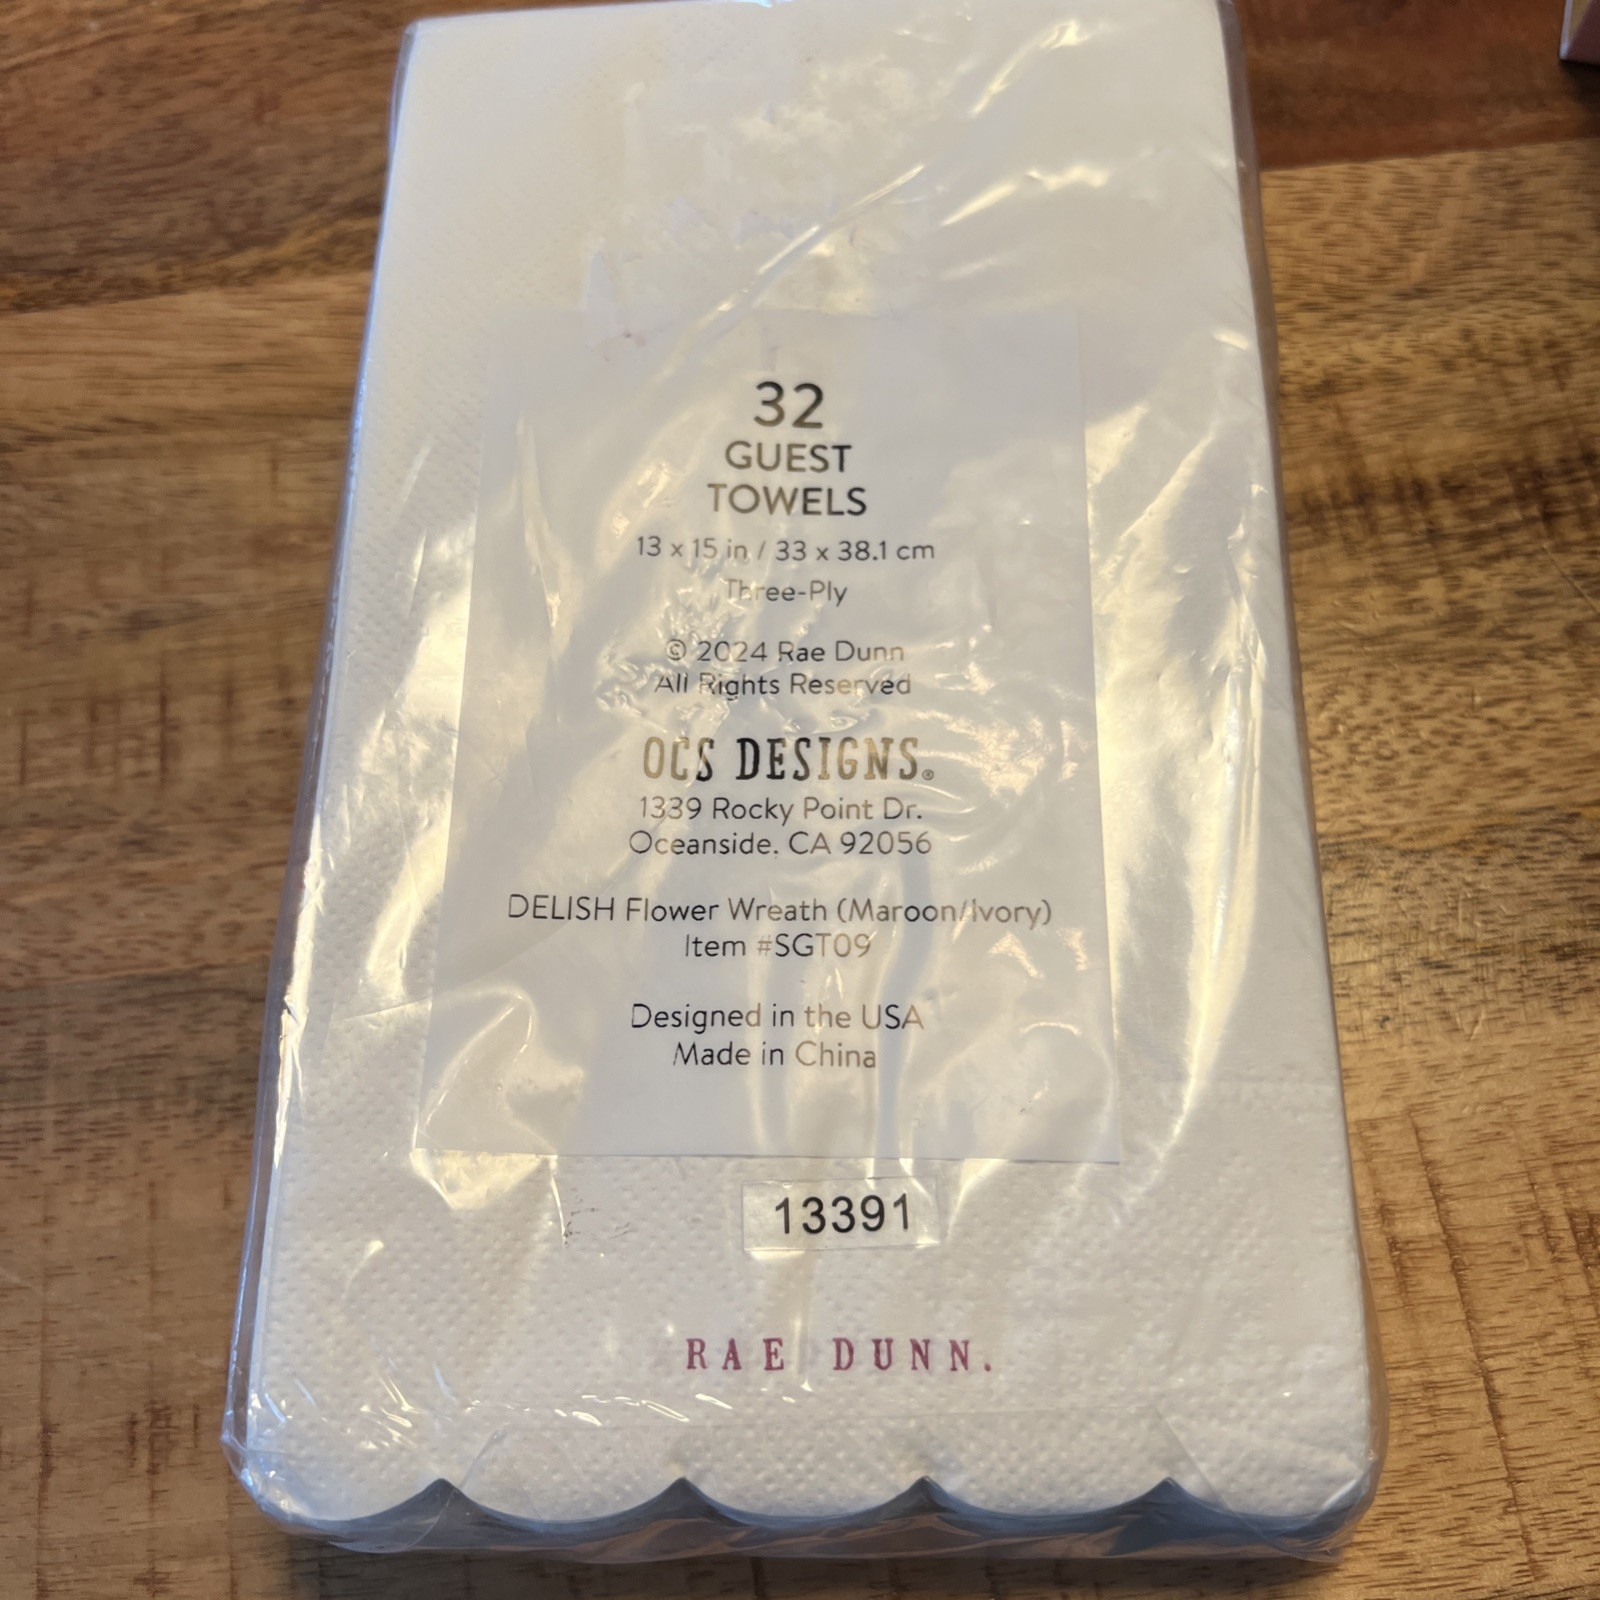 32
GUEST
TOWELS
13 x 15 in / 33 x 38.1 cm
Three-Ply
© 2024 Rae Dunn
All Rights Reserved
OCS DESIGNS®
1339 Rocky Point Dr.
Oceanside, CA 92056
DELISH Flower Wreath (Maroon/Ivory)
Item #SGT09
Designed in the USA
Made in China
13391
RAE DUNN.